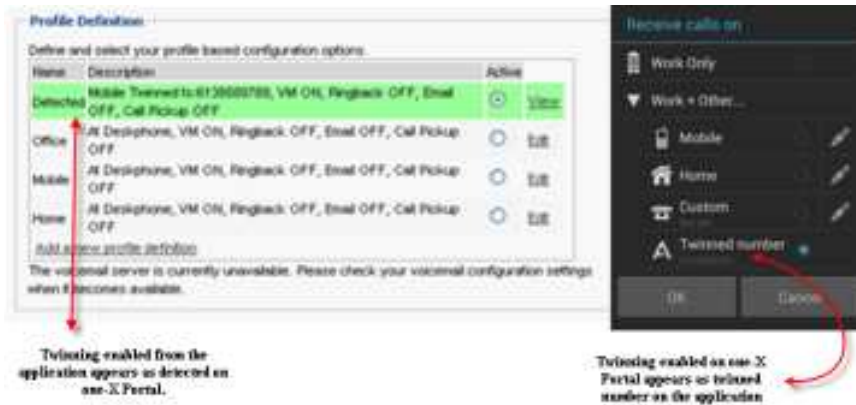 Profile Definition
Define and select your profile based configuration options.
Name Description Active
Detected Mobile Twinned to: VM ON, Ringback OFF, Email
OFF, Call Pickup OFF
View
Office At Deskphone, VM ON, Ringback OFF, Email OFF, Call Pickup
OFF
Edit
Mobile At Deskphone, VM ON, Ringback OFF, Email OFF, Call Pickup
OFF
Edit
Home At Deskphone, VM ON, Ringback OFF, Email OFF, Call Pickup
OFF
Edit
Add a new profile definition
The voicemail server is currently unavailable. Please check your voicemail configuration settings
when it becomes available.
Receive calls on
Work Only
Work + Other...
Mobile
Home
Custom
Twinned number
OK Cancel
Twinning enabled from the
application appears as detected on
one-X Portal.
Twinning enabled on one-X
Portal appears as twinned
number on the application